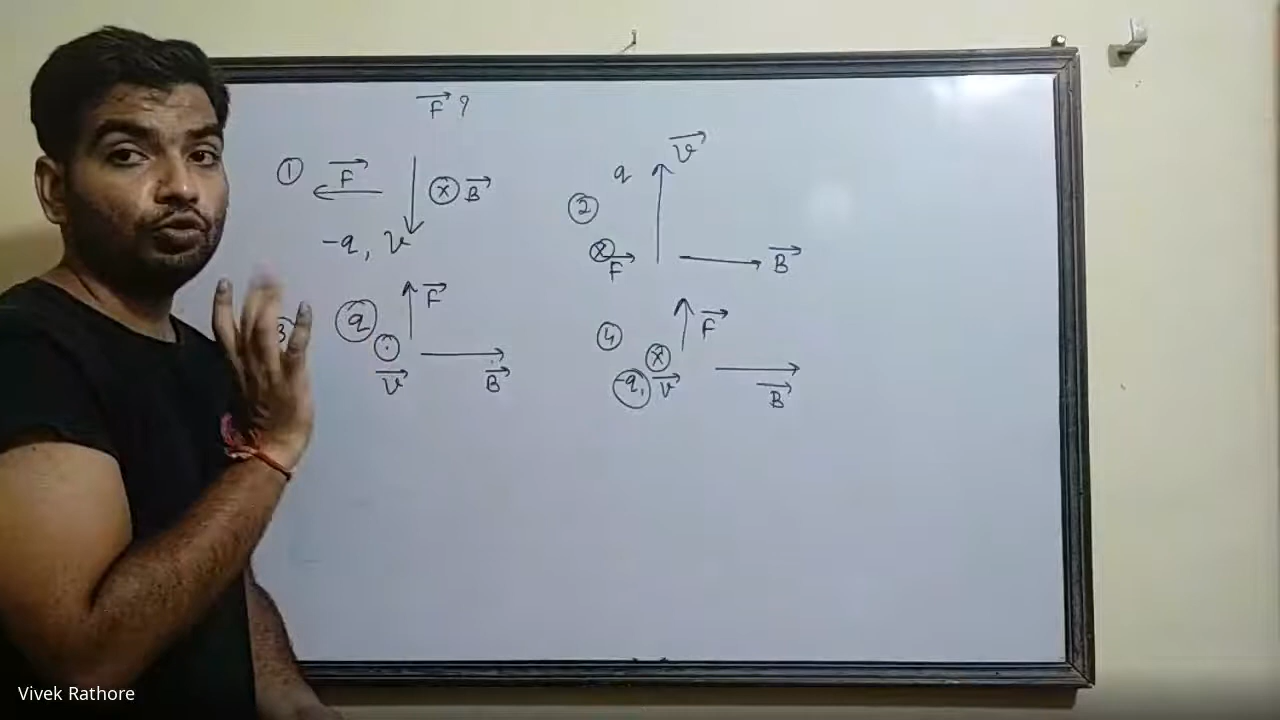 F ?
① F
ⓧ B
-q, v
② q v
ⓧ F B
3 q F
⊙ v B
④ F
ⓧ
-q, v B
Vivek Rathore